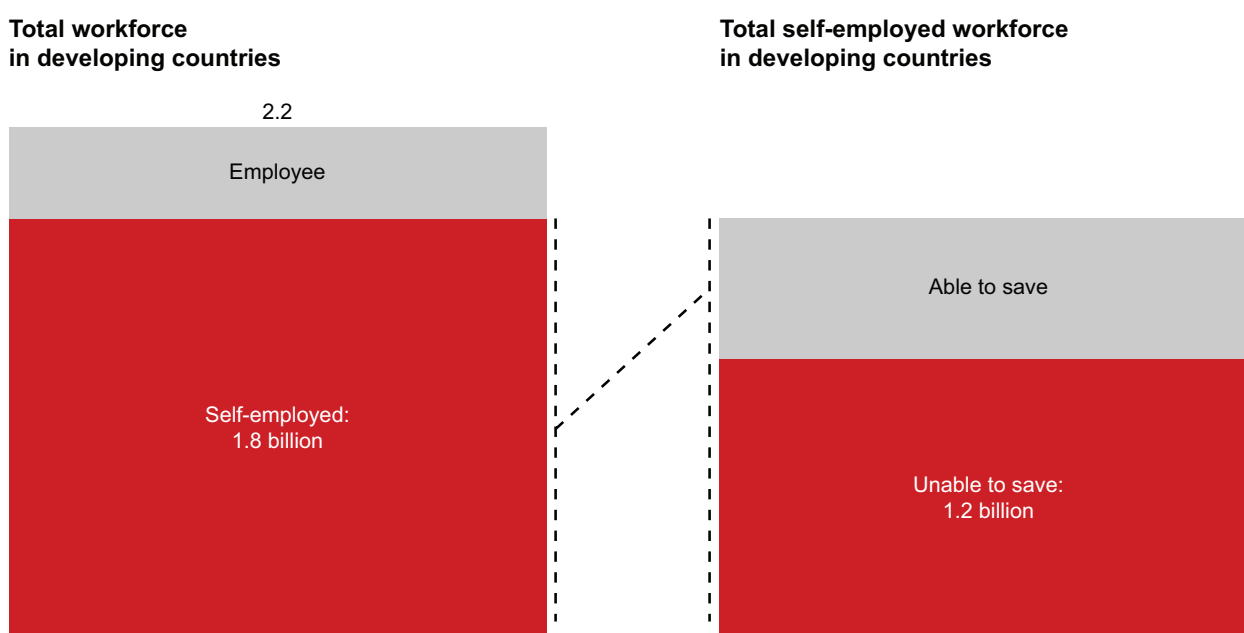 Total workforce
in developing countries
2.2
Employee
Self-employed:
1.8 billion
Total self-employed workforce
in developing countries
Able to save
Unable to save:
1.2 billion